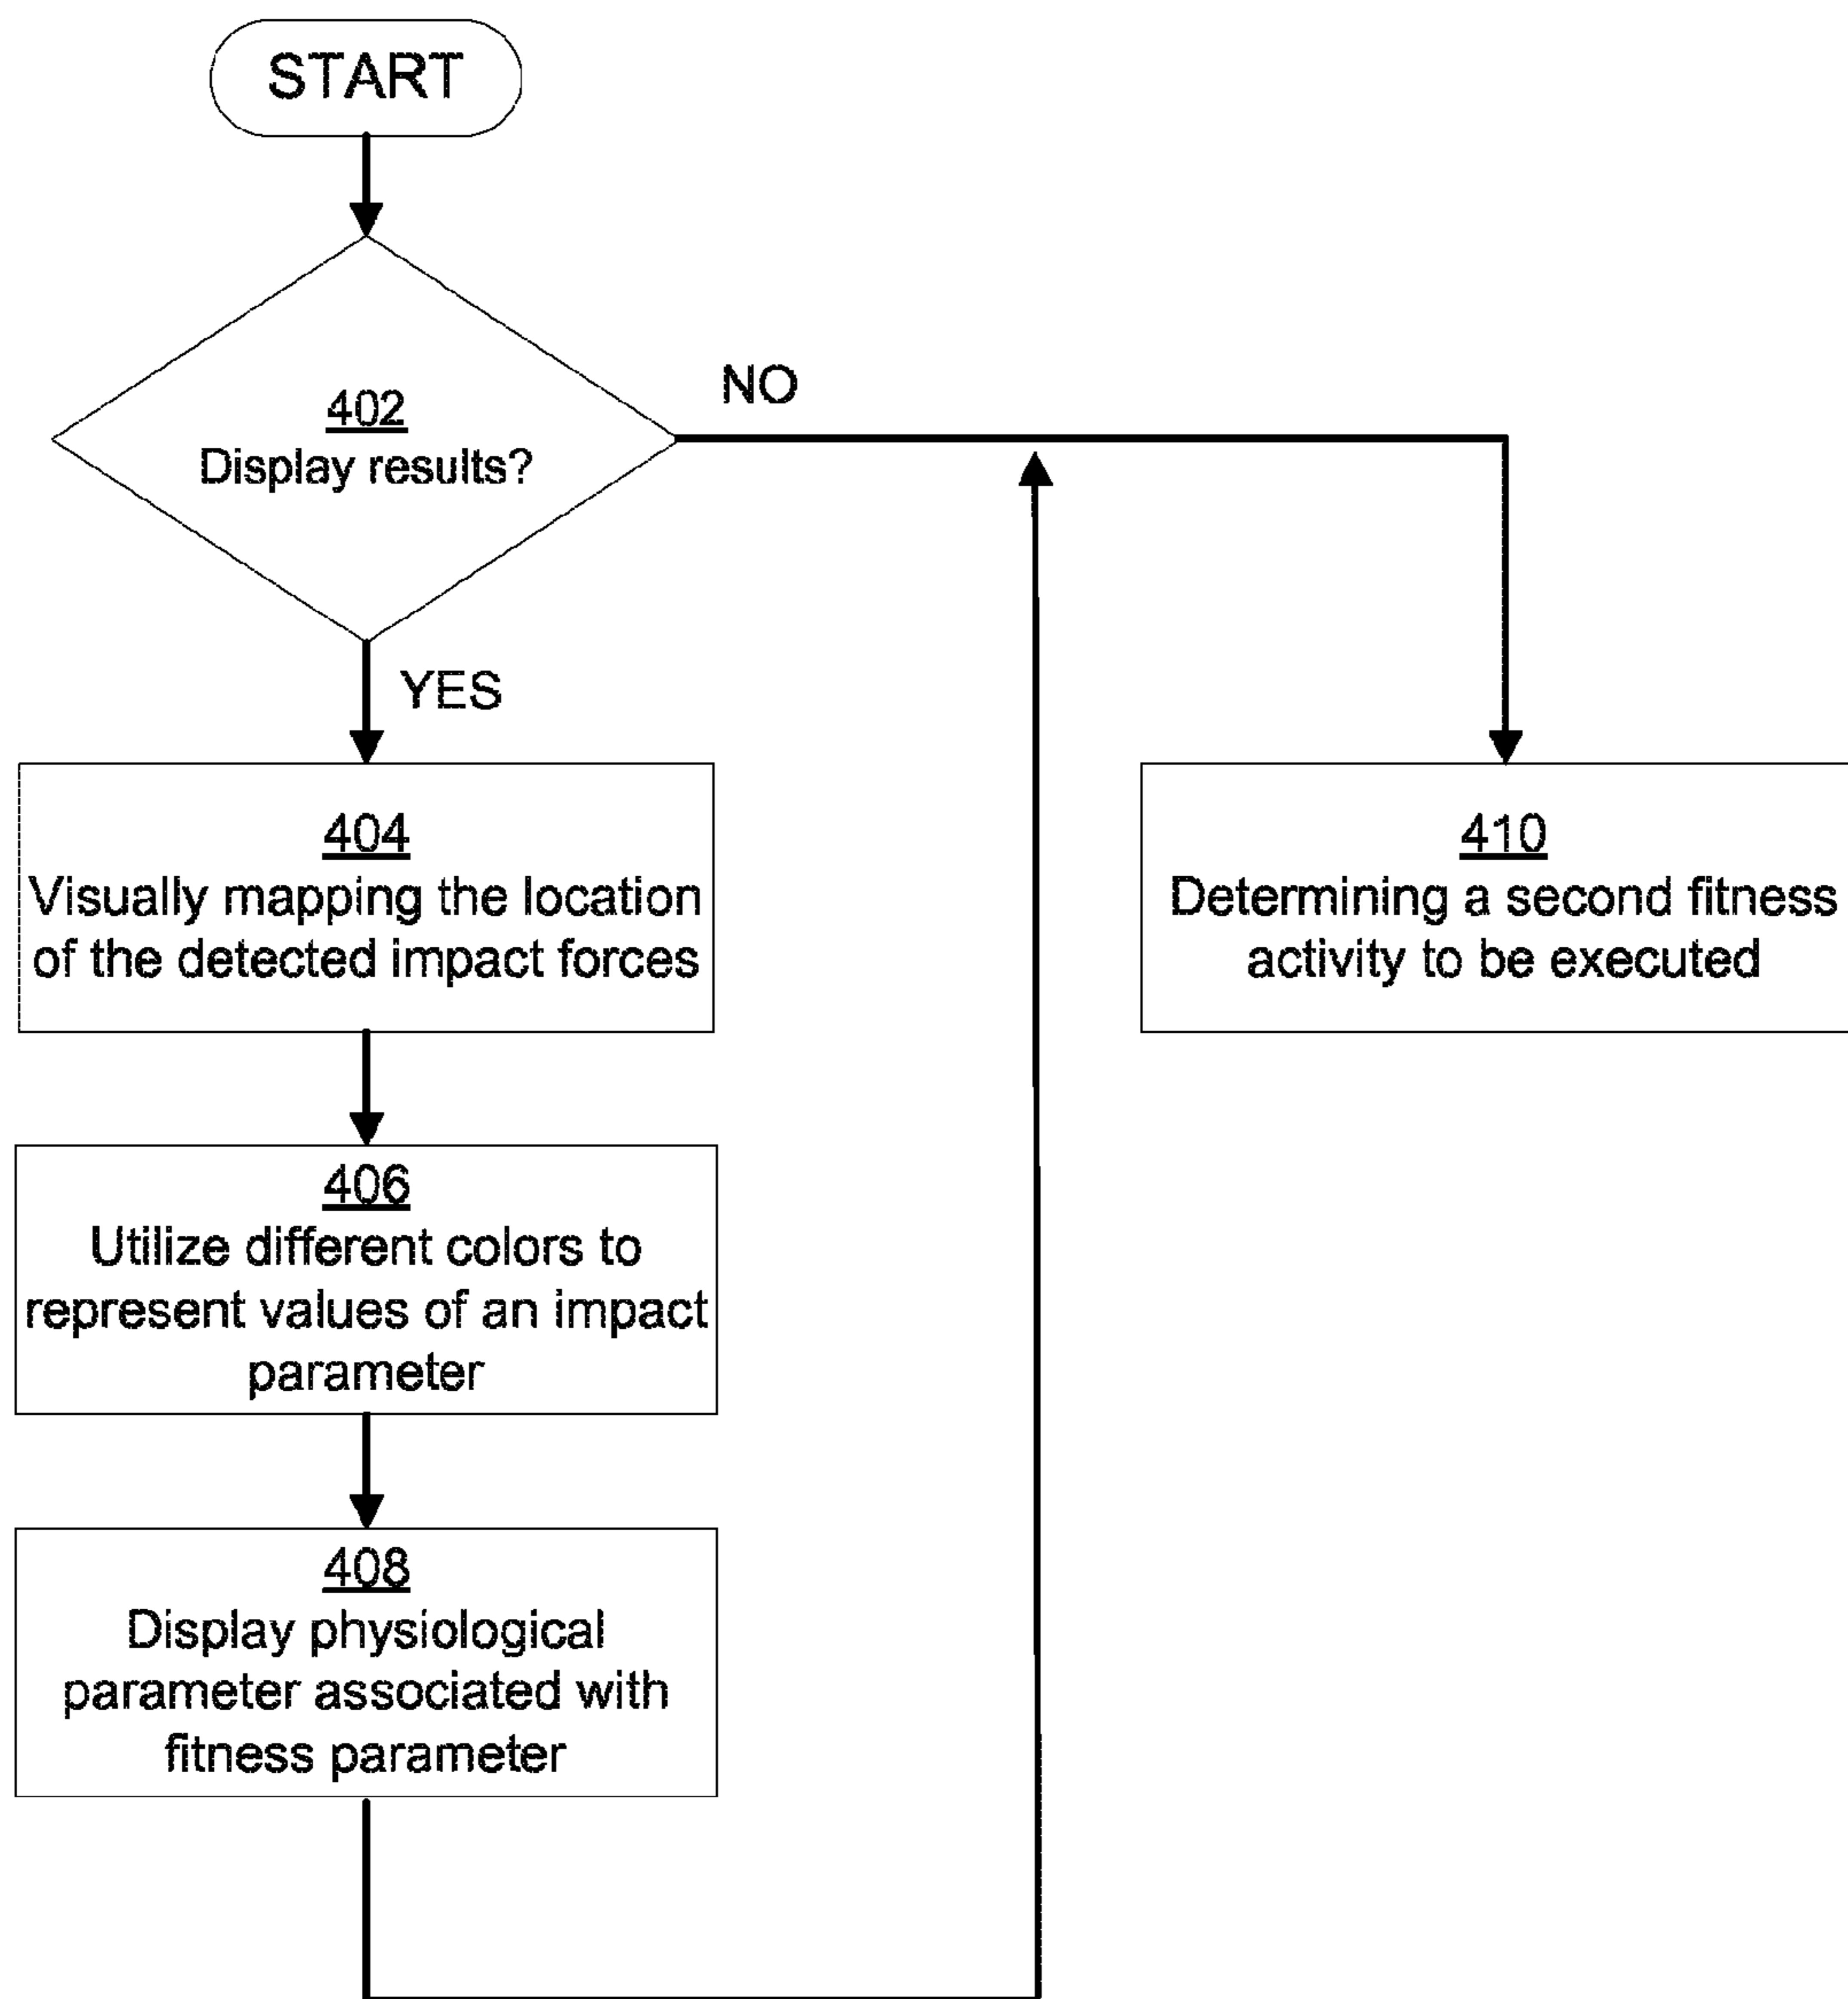 START
402
Display results?
NO
YES
404
Visually mapping the location
of the detected impact forces
410
Determining a second fitness
activity to be executed
406
Utilize different colors to
represent values of an impact
parameter
408
Display physiological
parameter associated with
fitness parameter